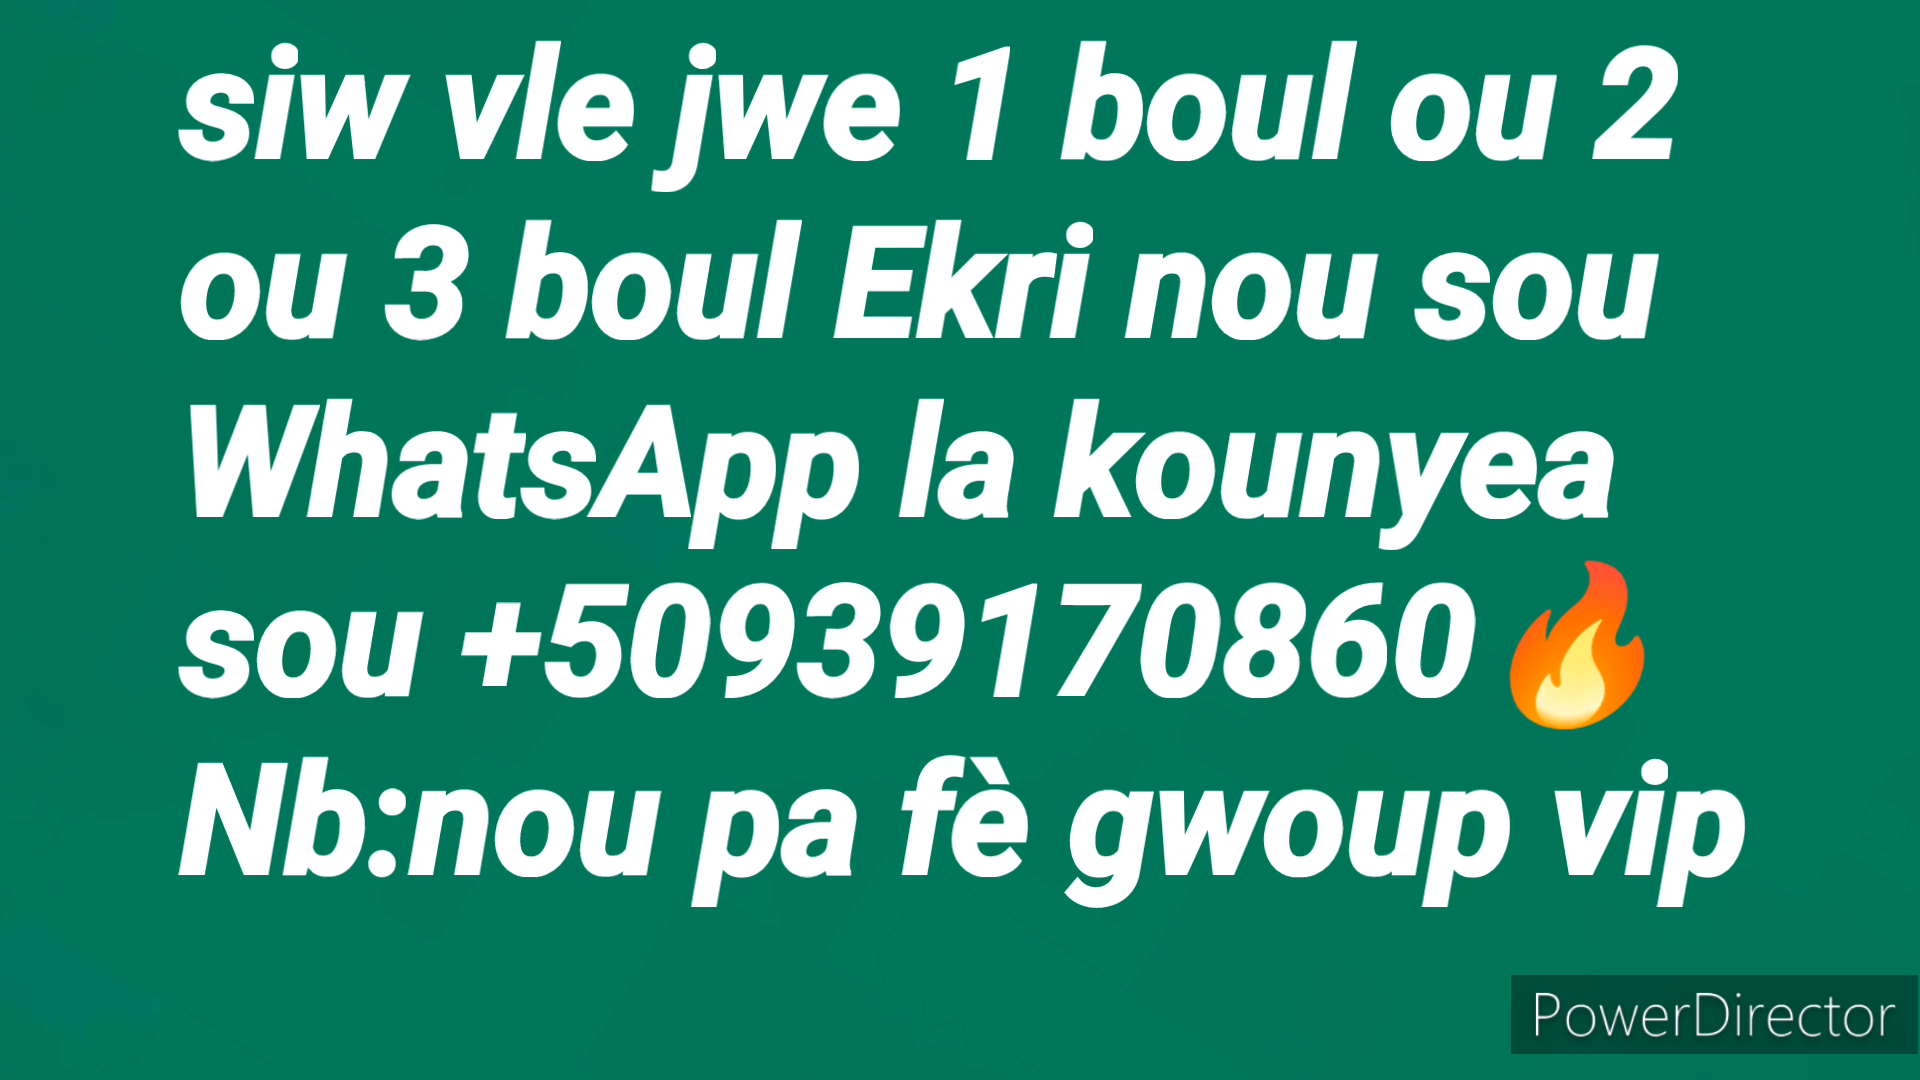 siw vle jwe 1 boul ou 2
ou 3 boul Ekri nou sou
WhatsApp la kounyea
sou +50939170860🔥
Nb:nou pa fè gwoup vip
PowerDirector